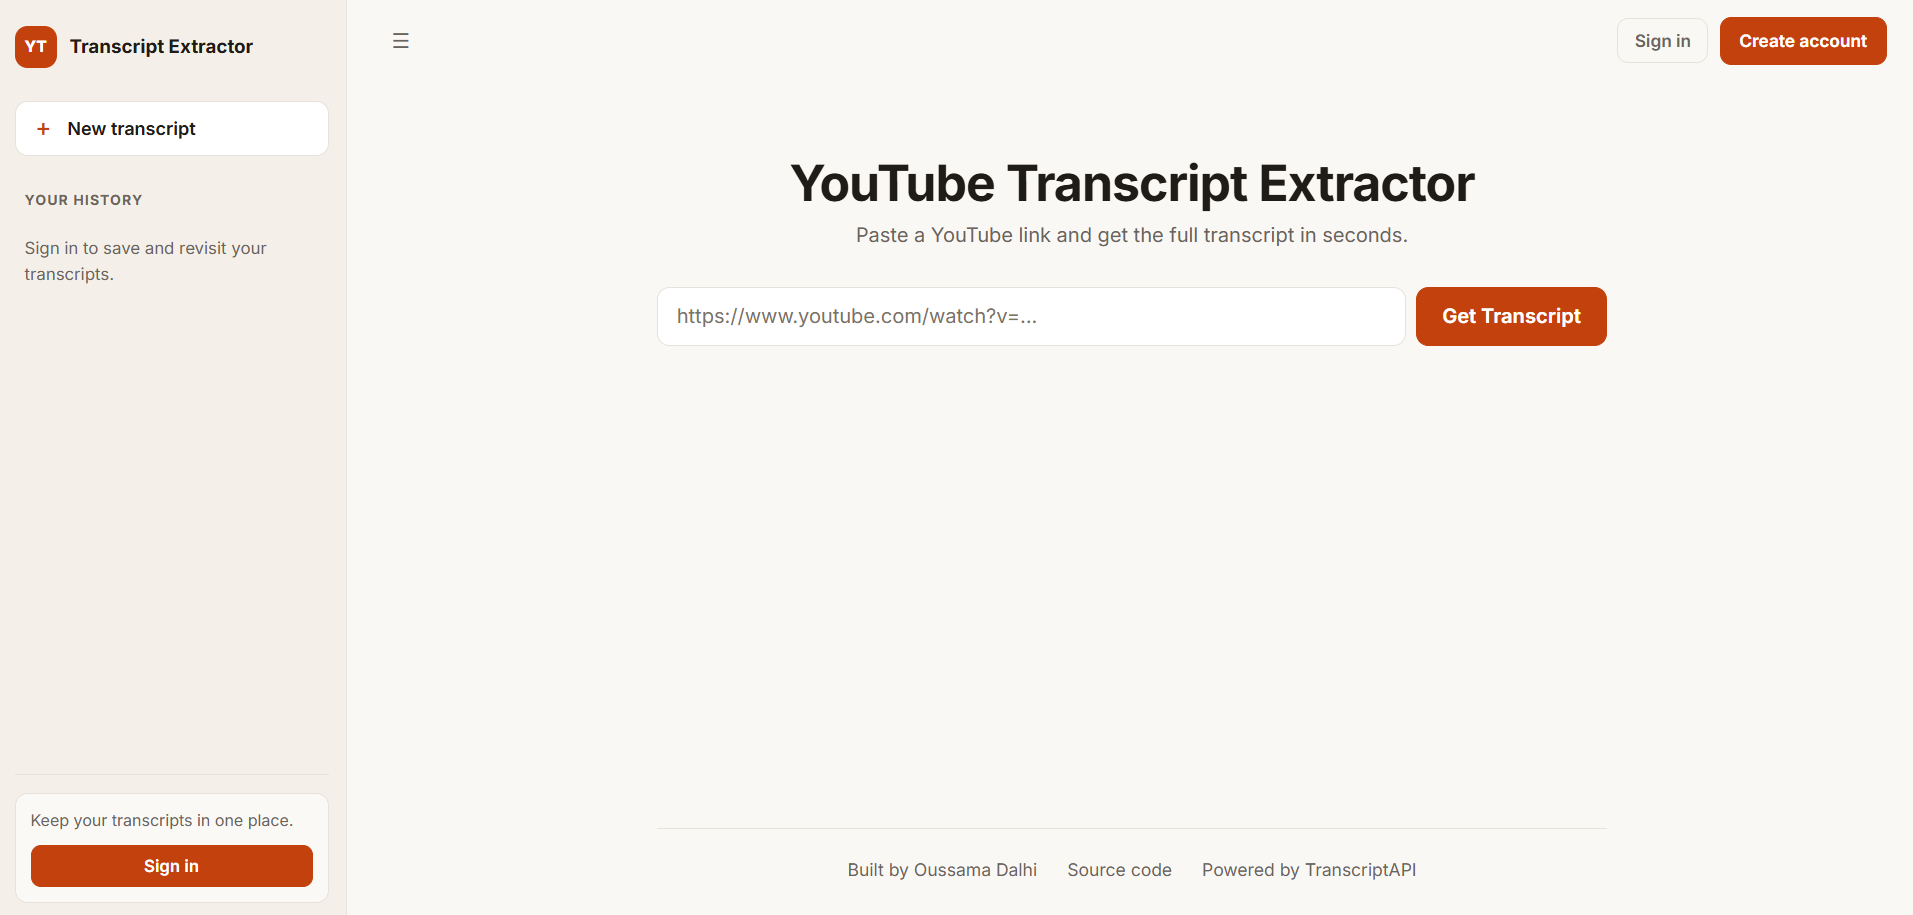 YT
Transcript Extractor
+ New transcript
YOUR HISTORY
Sign in to save and revisit your
transcripts.
Keep your transcripts in one place.
Sign in
☰
Sign in
Create account
YouTube Transcript Extractor
Paste a YouTube link and get the full transcript in seconds.
https://www.youtube.com/watch?v=...
Get Transcript
Built by Oussama Dalhi
Source code
Powered by TranscriptAPI